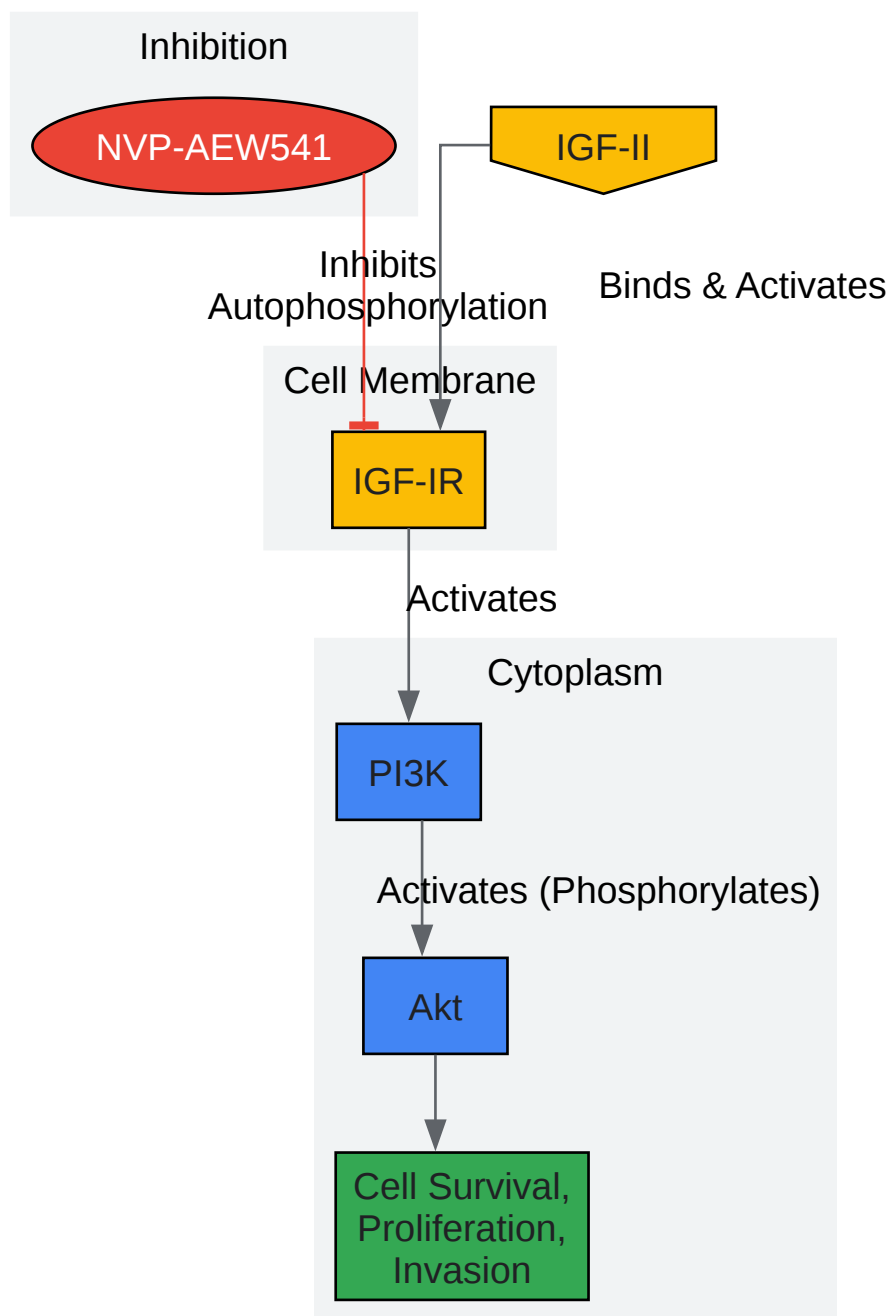 Inhibition
NVP-AEW541
IGF-II
Inhibits
Autophosphorylation
Binds & Activates
Cell Membrane
IGF-IR
Activates
Cytoplasm
PI3K
Activates (Phosphorylates)
Akt
Cell Survival,
Proliferation,
Invasion